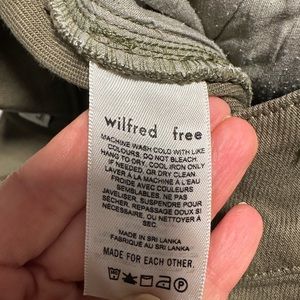 wilfred free
MACHINE WASH COLD WITH LIKE
COLOURS. DO NOT BLEACH.
HANG TO DRY. COOL IRON ONLY
IF NEEDED, OR DRY CLEAN.
LAVER À LA MACHINE À L'EAU
FROIDE AVEC COULEURS
SEMBLABLES. NE PAS
JAVELISER. SUSPENDRE POUR
SÉCHER. REPASSAGE DOUX SI
NÉCESSAIRE, OU NETTOYER À
SEC.
MADE IN SRI LANKA
FABRIQUÉ AU SRI LANKA
MADE FOR EACH OTHER.